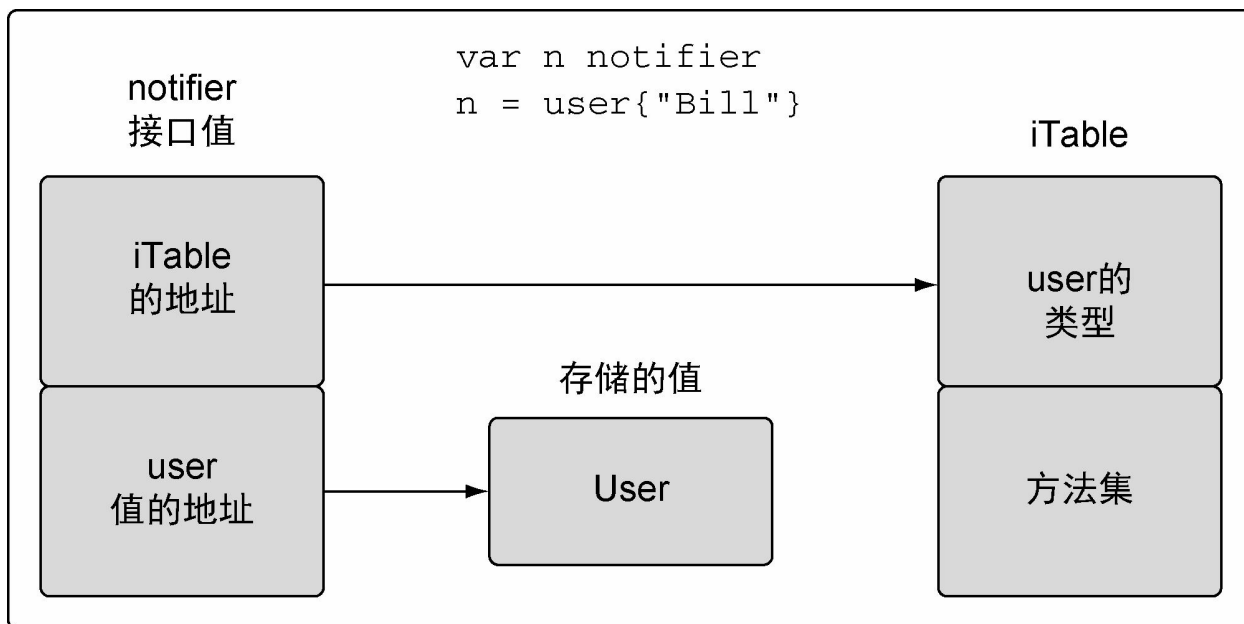 var n notifier
n = user{"Bill"}
notifier
接口值
iTable
iTable
的地址
user的
类型
存储的值
user
值的地址
User
方法集